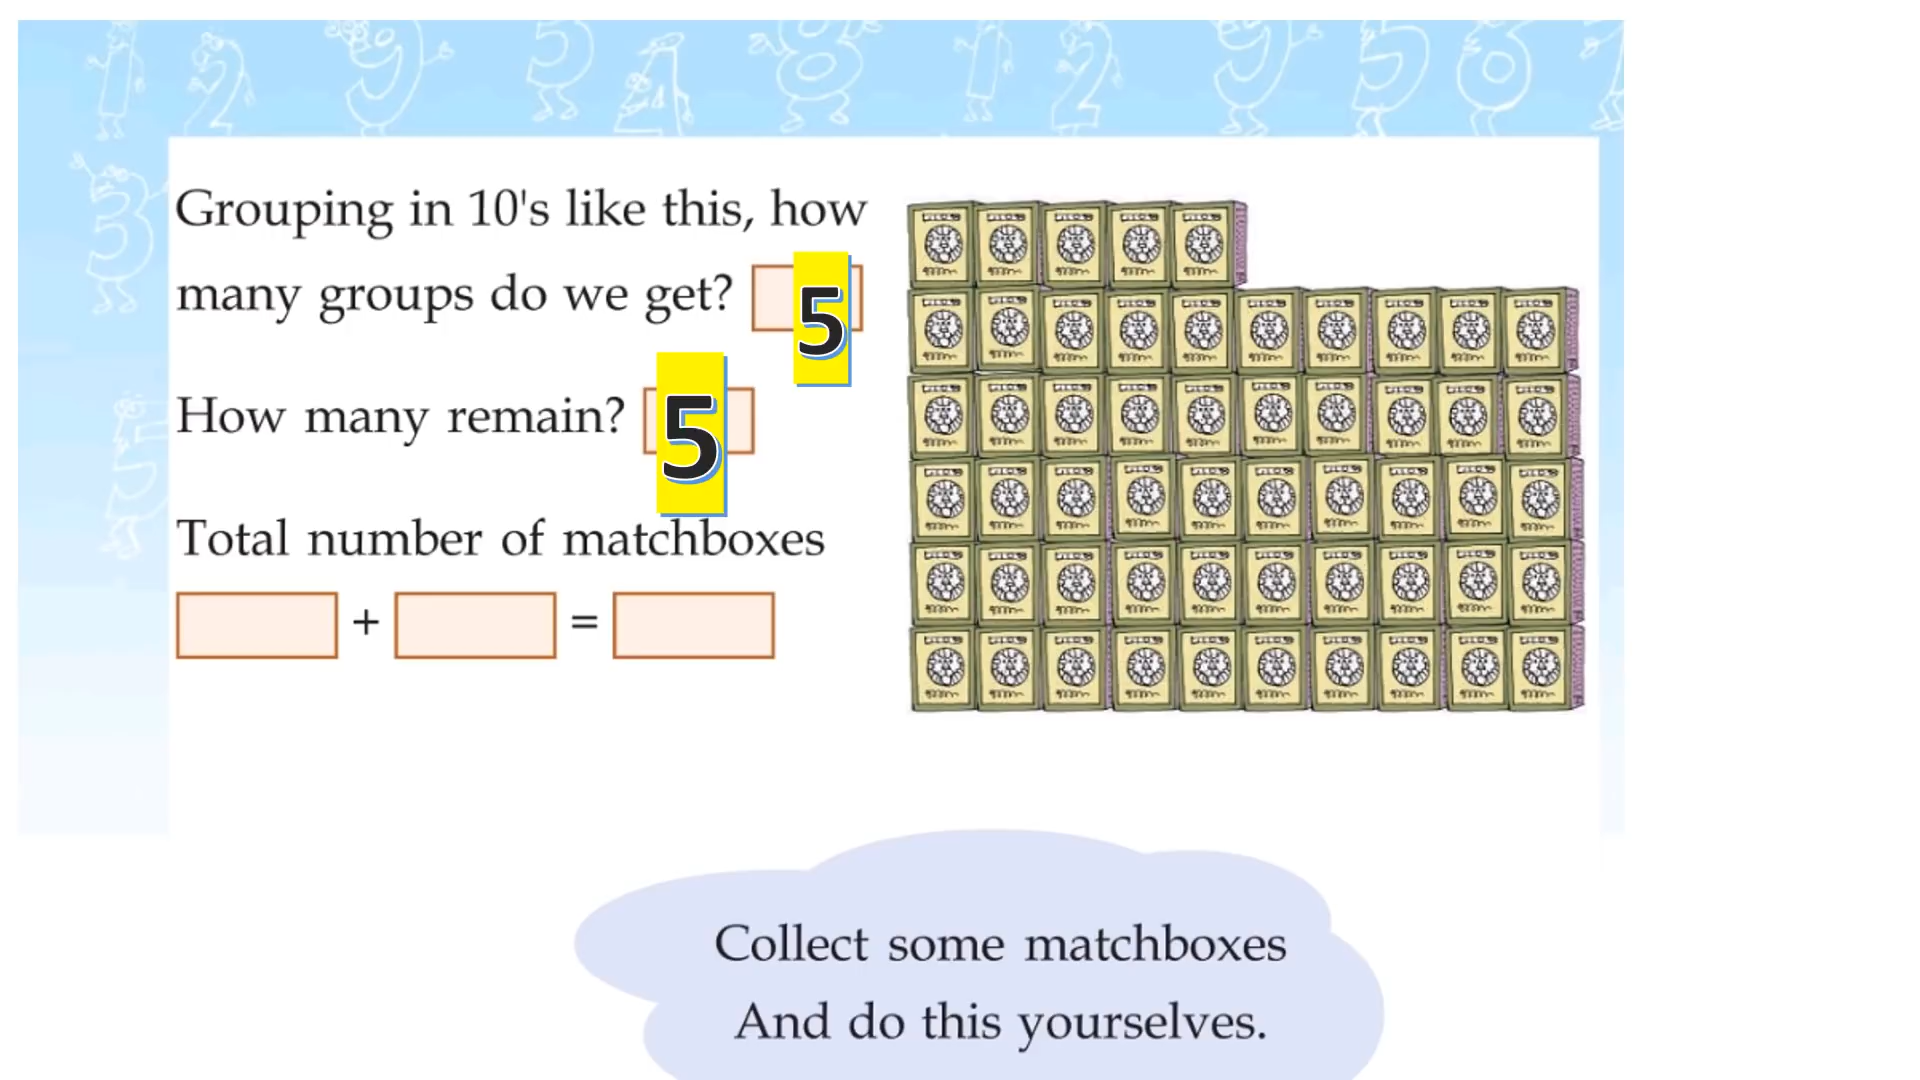 Grouping in 10's like this, how
many groups do we get? 5
How many remain? 5
Total number of matchboxes
+ =
Collect some matchboxes
And do this yourselves.